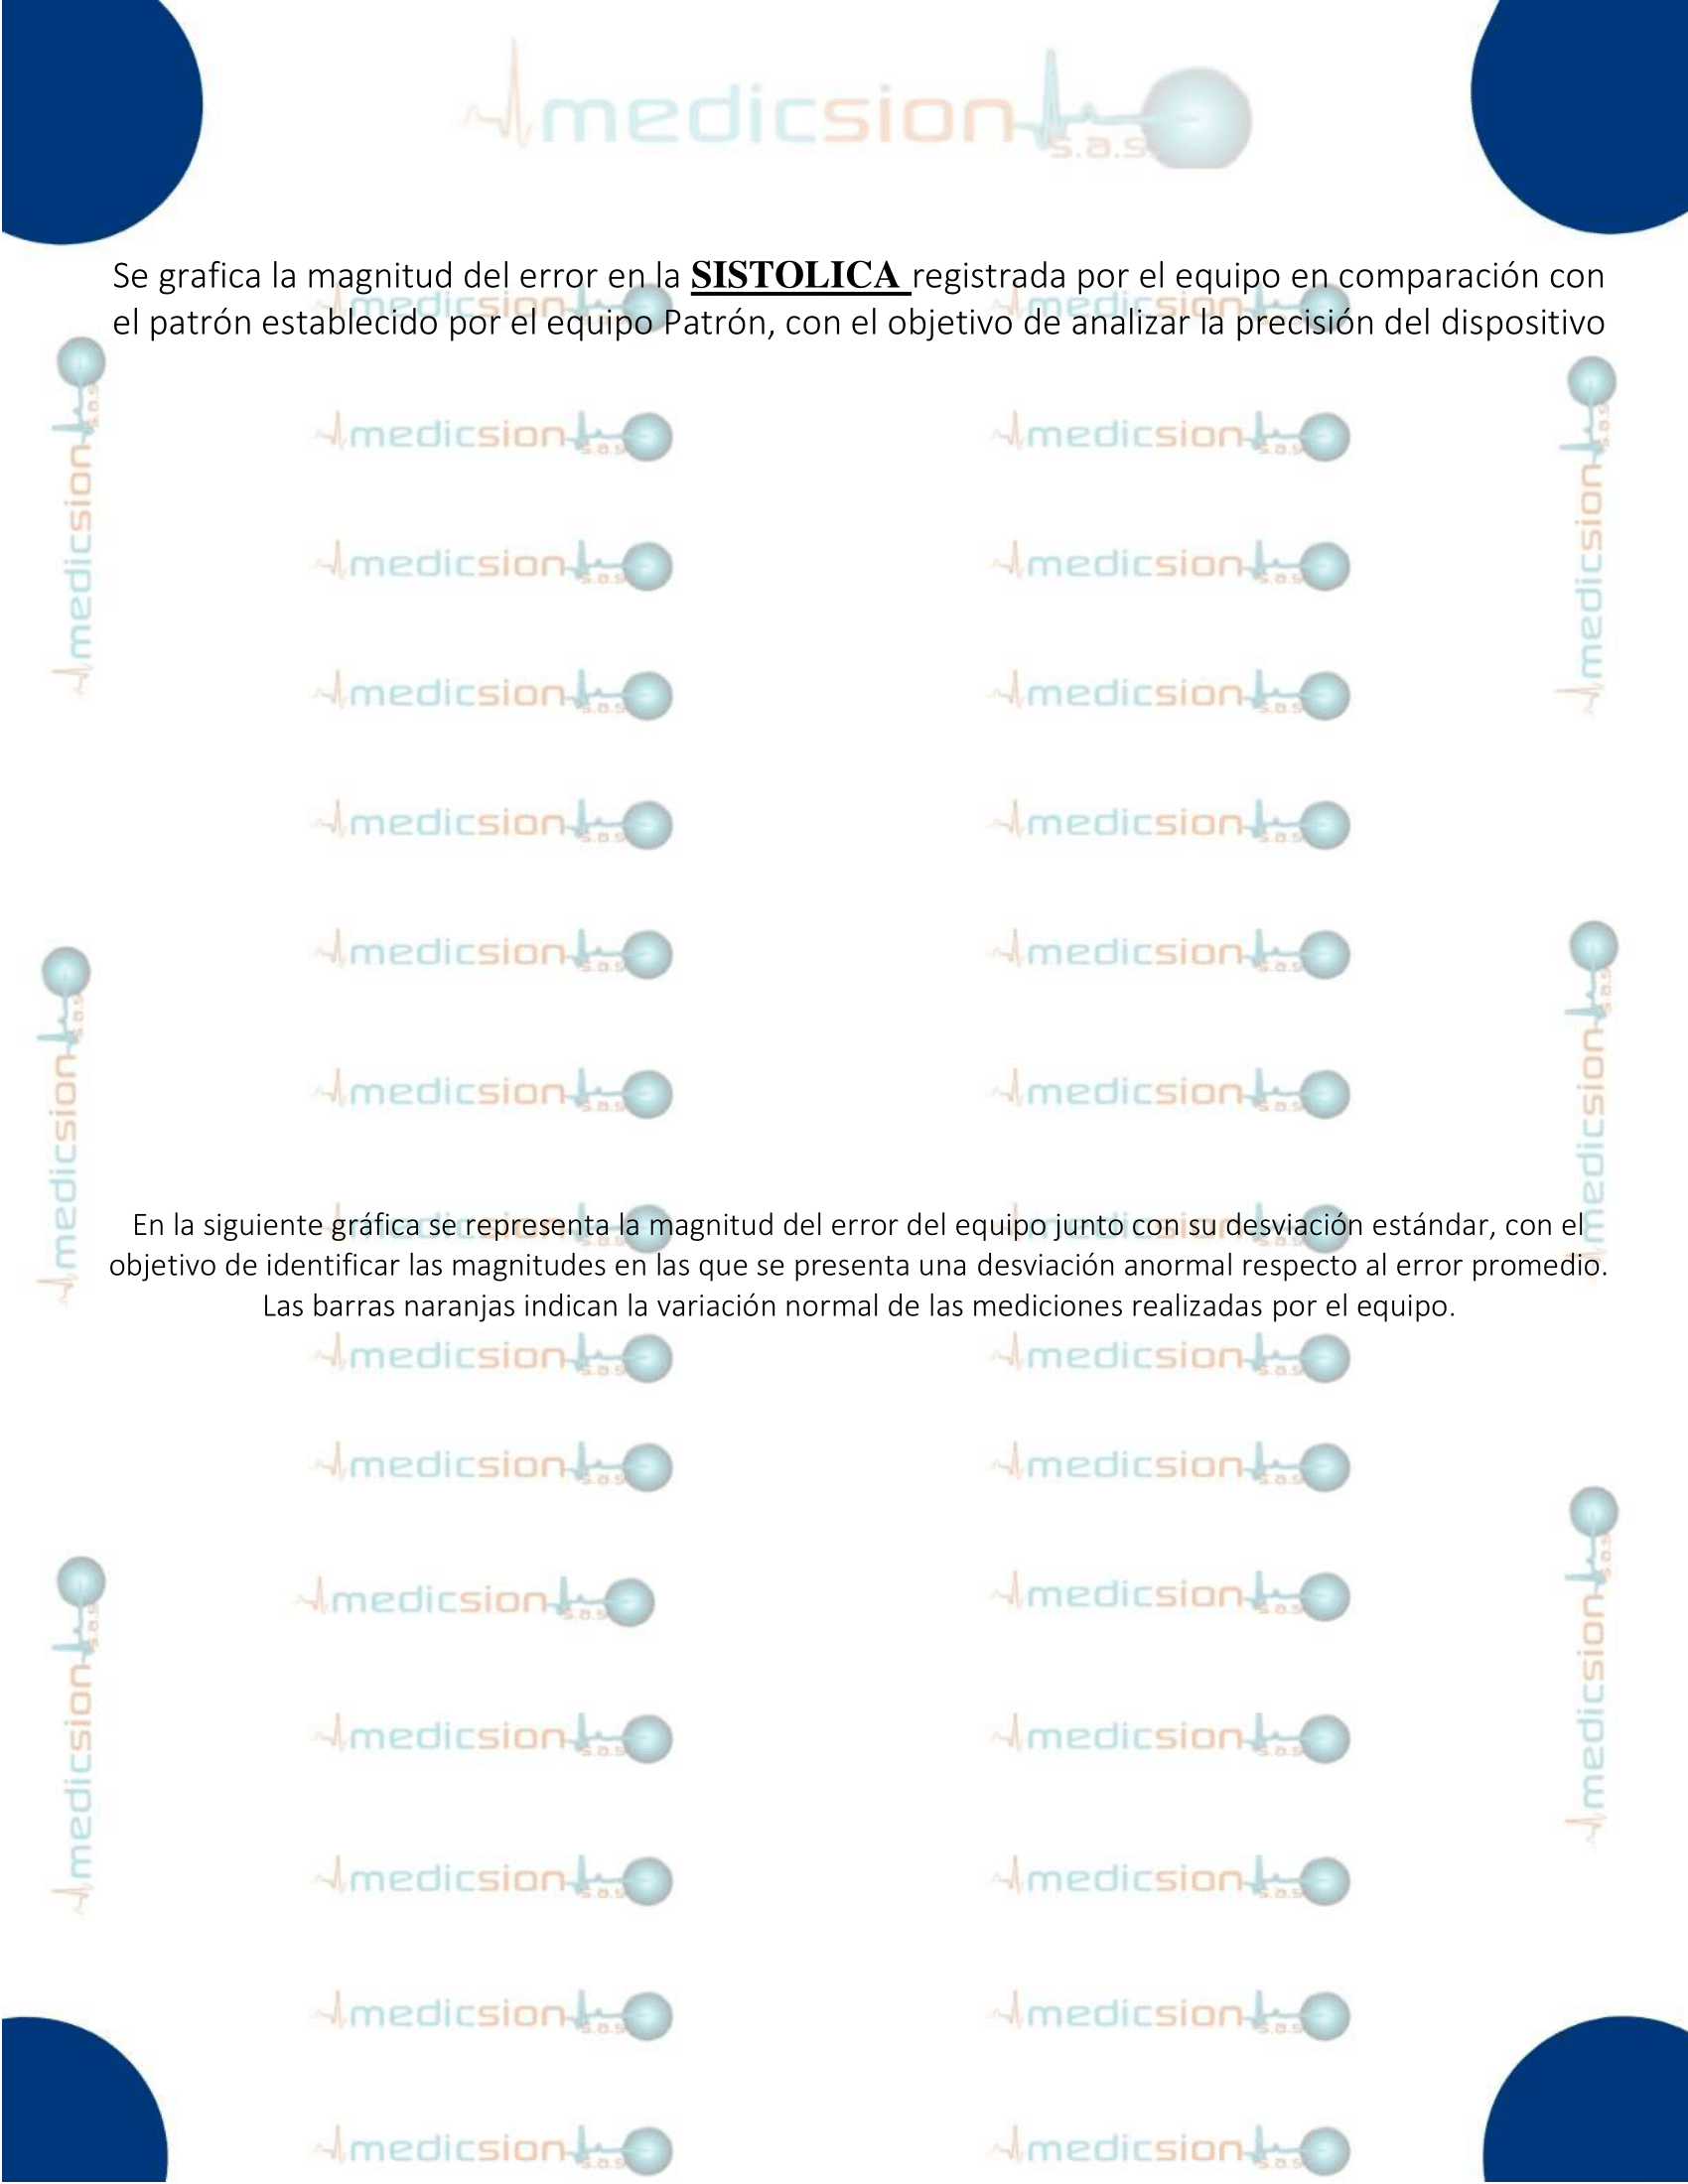 medicsion s.a.s
Se grafica la magnitud del error en la SISTOLICA registrada por el equipo en comparación con
el patrón establecido por el equipo Patrón, con el objetivo de analizar la precisión del dispositivo
En la siguiente gráfica se representa la magnitud del error del equipo junto con su desviación estándar, con el
objetivo de identificar las magnitudes en las que se presenta una desviación anormal respecto al error promedio.
Las barras naranjas indican la variación normal de las mediciones realizadas por el equipo.